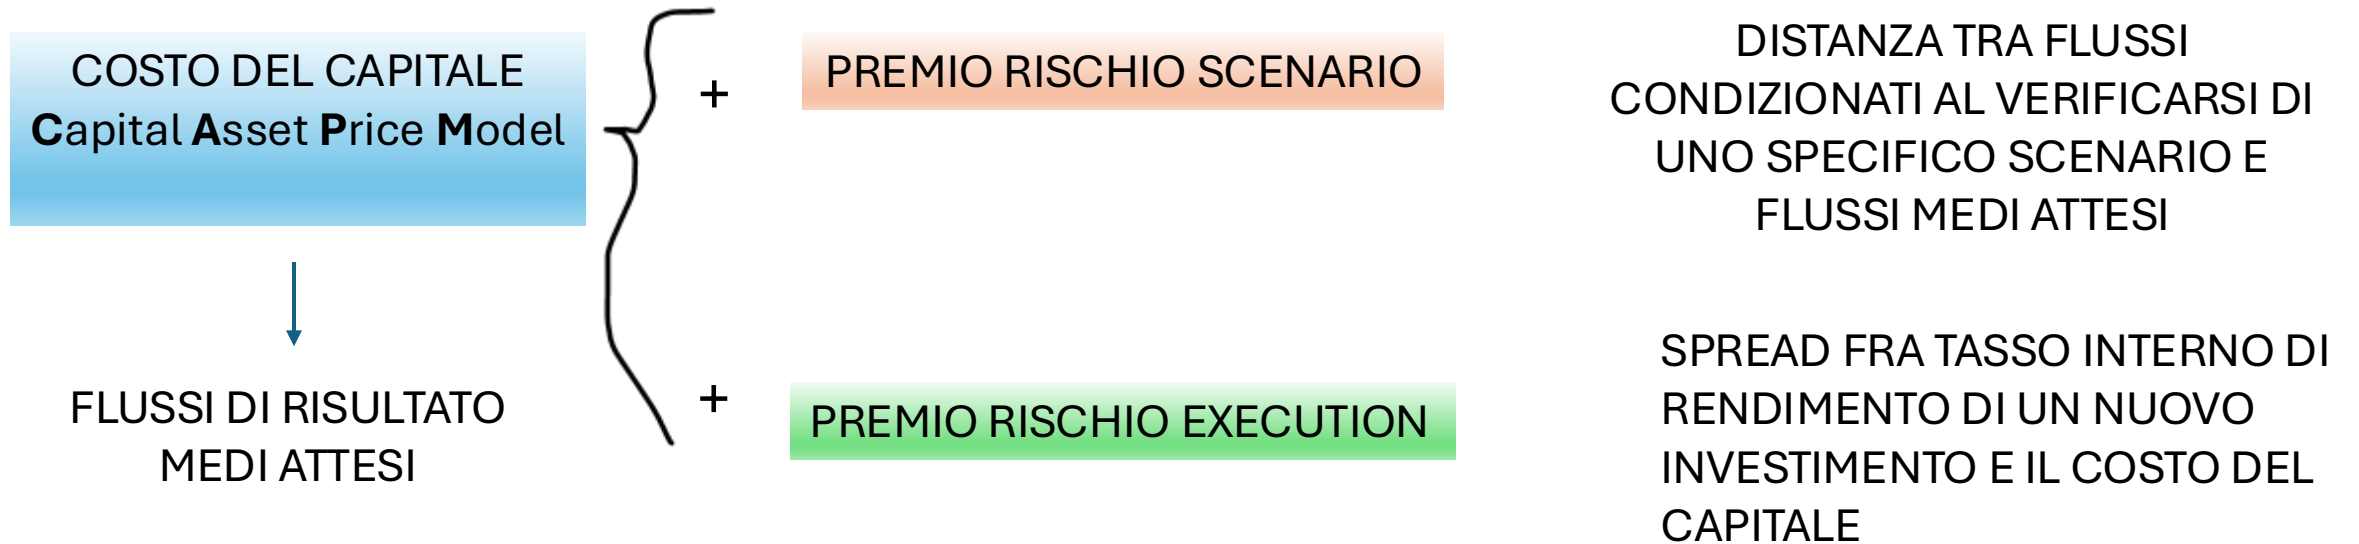 COSTO DEL CAPITALE
Capital Asset Price Model
FLUSSI DI RISULTATO
MEDI ATTESI
+
PREMIO RISCHIO SCENARIO
DISTANZA TRA FLUSSI
CONDIZIONATI AL VERIFICARSI DI
UNO SPECIFICO SCENARIO E
FLUSSI MEDI ATTESI
+
PREMIO RISCHIO EXECUTION
SPREAD FRA TASSO INTERNO DI
RENDIMENTO DI UN NUOVO
INVESTIMENTO E IL COSTO DEL
CAPITALE